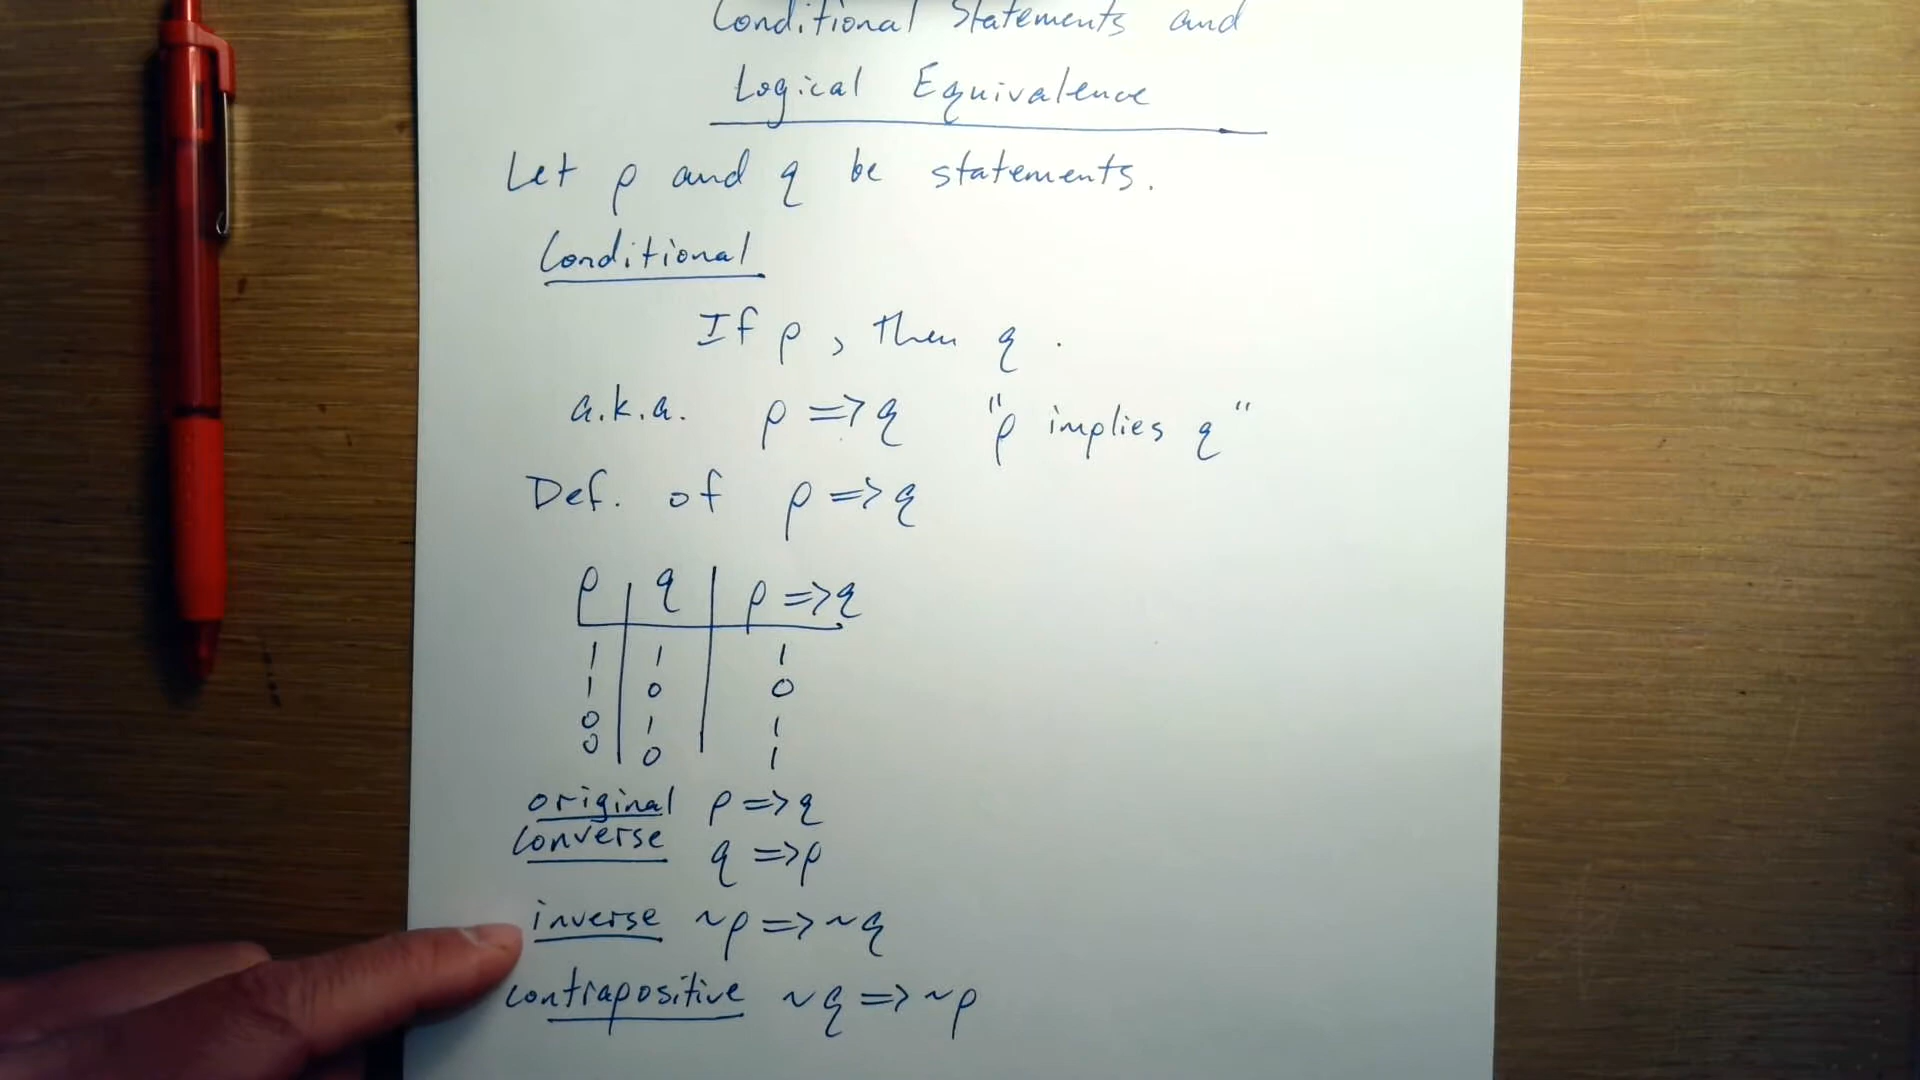 Conditional Statements and
Logical Equivalence
Let p and q be statements.
Conditional
If p, then q.
a.k.a. p => q "p implies q"
Def. of p => q
p q p => q
1 1 1
1 0 0
0 1 1
0 0 1
original p => q
Converse q => p
inverse ~p => ~q
Contrapositive ~q => ~p